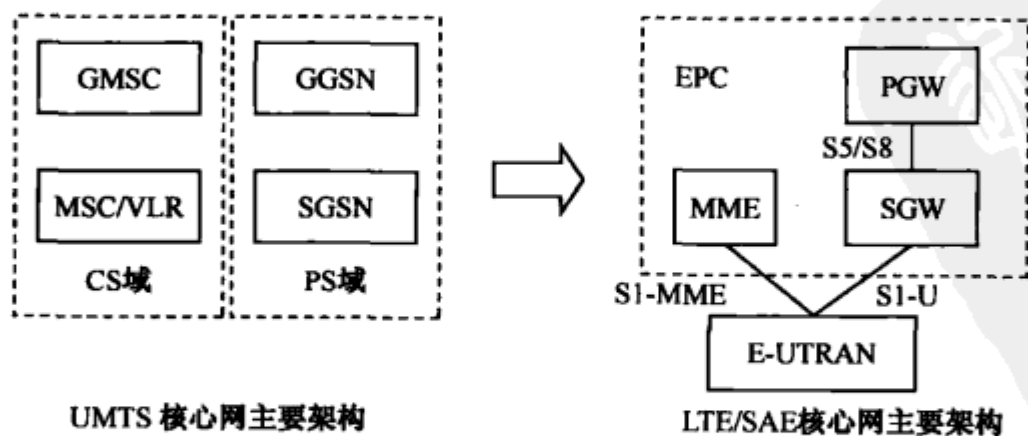 GMSC
GGSN
MSC/VLR
SGSN
CS域
PS域
UMTS 核心网主要架构
EPC
PGW
S5/S8
MME
SGW
S1-MME
S1-U
E-UTRAN
LTE/SAE核心网主要架构